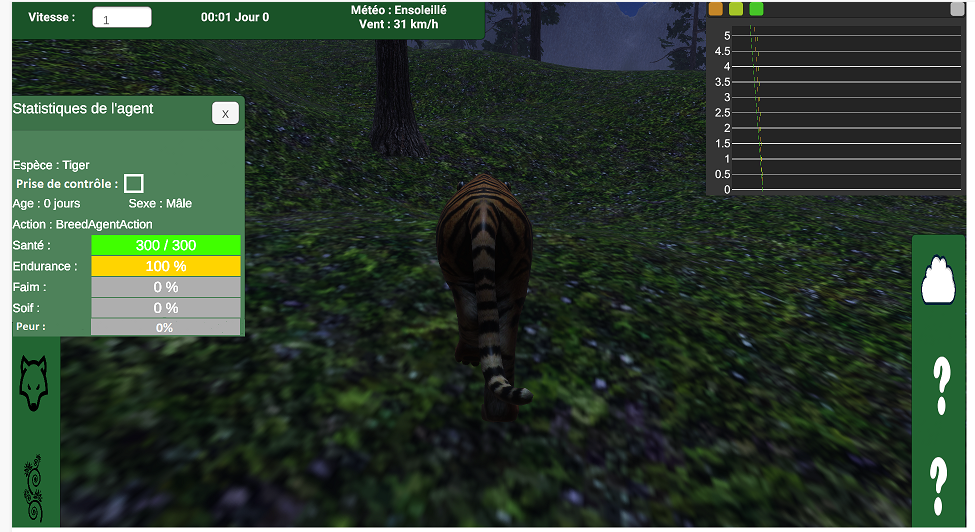 Vitesse :
1
00:01 Jour 0
Météo : Ensoleillé
Vent : 31 km/h
5
4.5
4
3.5
3
2.5
2
1.5
1
0.5
0
Statistiques de l'agent
X
Espèce : Tiger
Prise de contrôle :
Age : 0 jours Sexe : Mâle
Action : BreedAgentAction
Santé : 300 / 300
Endurance : 100 %
Faim : 0 %
Soif : 0 %
Peur : 0%
?
?